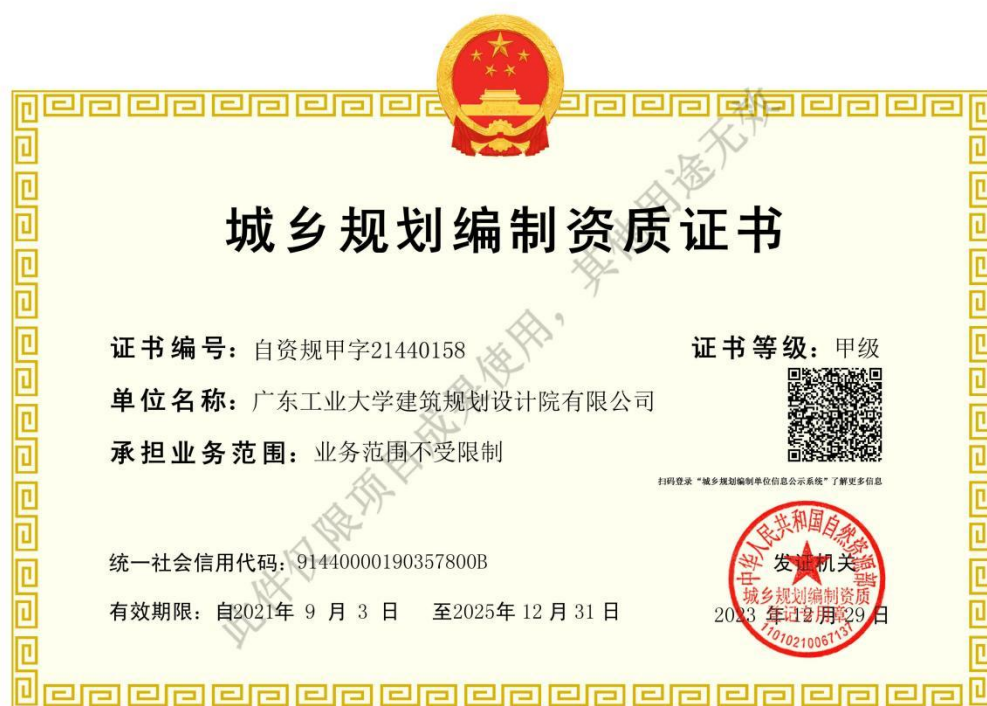 城乡规划编制资质证书
证书编号：自资规甲字21440158
证书等级：甲级
单位名称：广东工业大学建筑规划设计院有限公司
承担业务范围：业务范围不受限制
扫码登录“城乡规划编制单位信息公示系统”了解更多信息
统一社会信用代码：91440000190357800B
发证机关
有效期限：自2021年 9 月 3 日 至2025年 12 月 31 日
2023 年 12 月 29 日
中华人民共和国自然资源部
城乡规划编制资质
登记专用章
11010210067137
此件仅限项目成果使用，其他用途无效